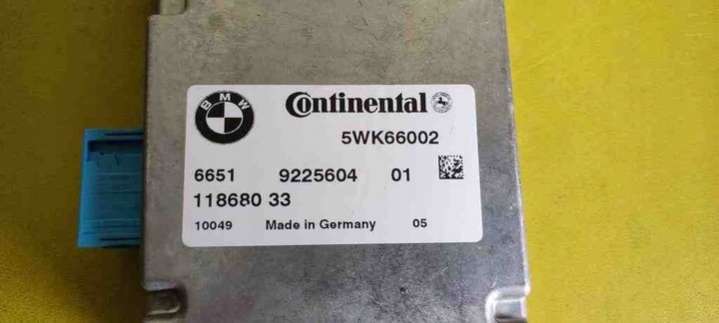 BMW
Continental
5WK66002
6651 9225604 01
118680 33
10049 Made in Germany 05